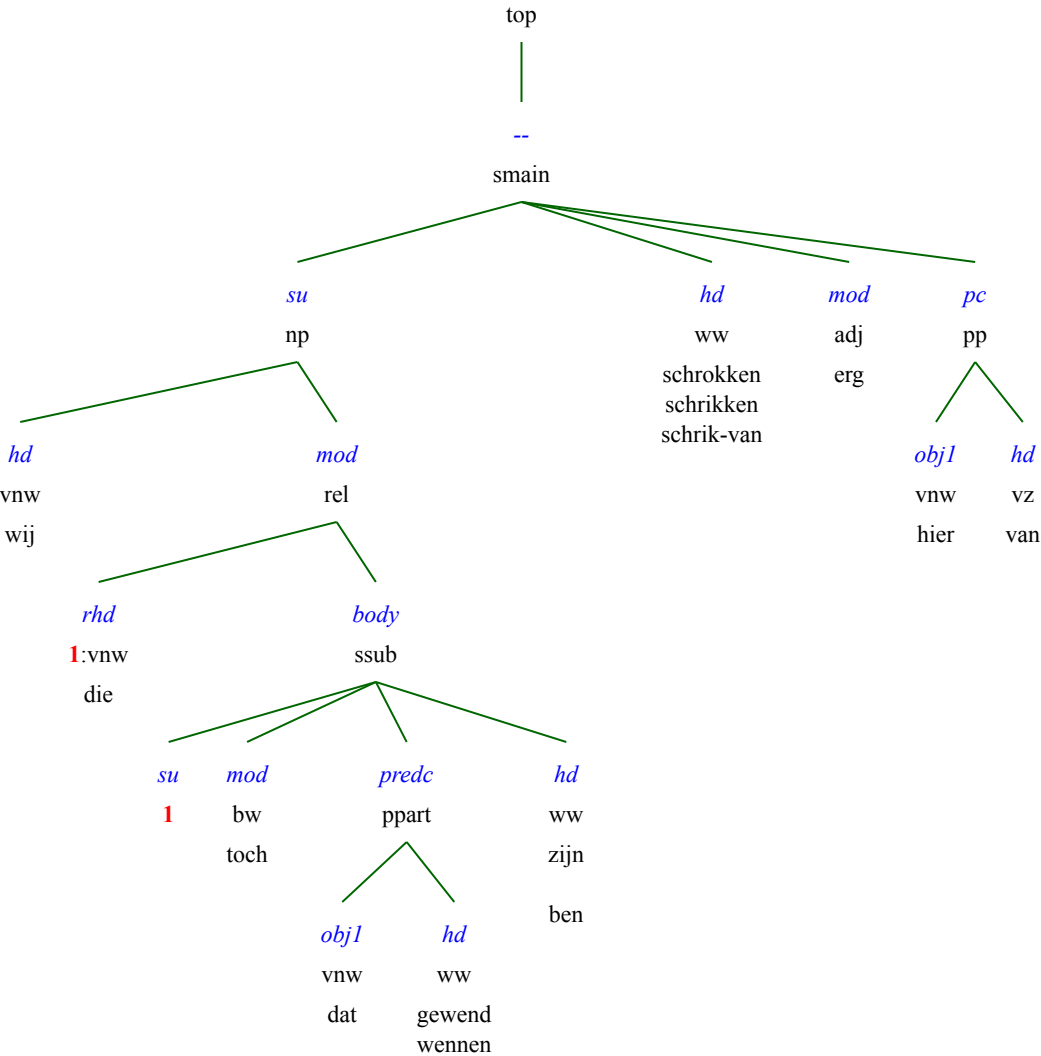 top
--
smain
su hd mod pc
np ww adj pp
schrokken erg
schrikken
schrik-van
hd mod obj1 hd
vnw rel vnw vz
wij hier van
rhd body
1:vnw ssub
die
su mod predc hd
1 bw ppart ww
toch zijn
ben
obj1 hd
vnw ww
dat gewend
wennen